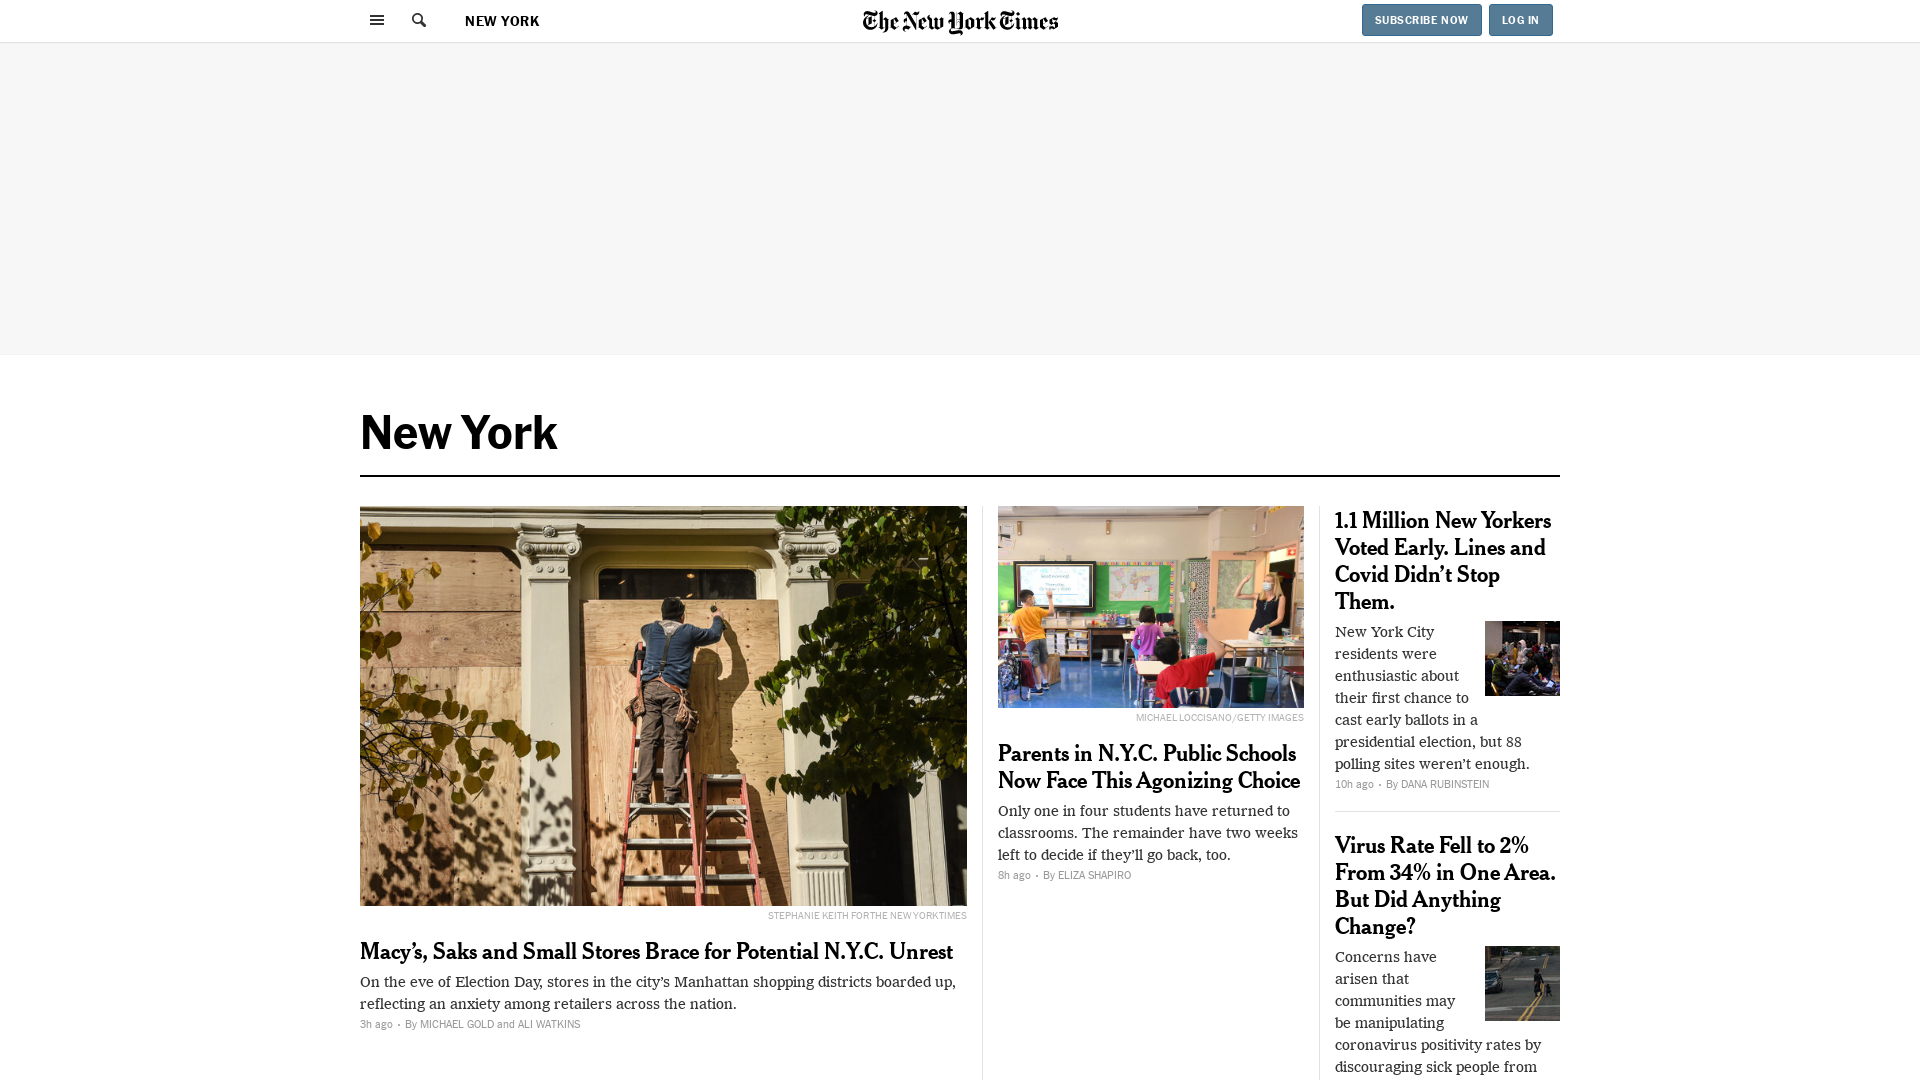 NEW YORK
The New York Times
SUBSCRIBE NOW
LOG IN
New York
STEPHANIE KEITH FOR THE NEW YORK TIMES
Macy’s, Saks and Small Stores Brace for Potential N.Y.C. Unrest
On the eve of Election Day, stores in the city’s Manhattan shopping districts boarded up,
reflecting an anxiety among retailers across the nation.
3h ago • By MICHAEL GOLD and ALI WATKINS
MICHAEL LOCCISANO/GETTY IMAGES
Parents in N.Y.C. Public Schools
Now Face This Agonizing Choice
Only one in four students have returned to
classrooms. The remainder have two weeks
left to decide if they’ll go back, too.
8h ago • By ELIZA SHAPIRO
1.1 Million New Yorkers
Voted Early. Lines and
Covid Didn’t Stop
Them.
New York City
residents were
enthusiastic about
their first chance to
cast early ballots in a
presidential election, but 88
polling sites weren’t enough.
10h ago • By DANA RUBINSTEIN
Virus Rate Fell to 2%
From 34% in One Area.
But Did Anything
Change?
Concerns have
arisen that
communities may
be manipulating
coronavirus positivity rates by
discouraging sick people from